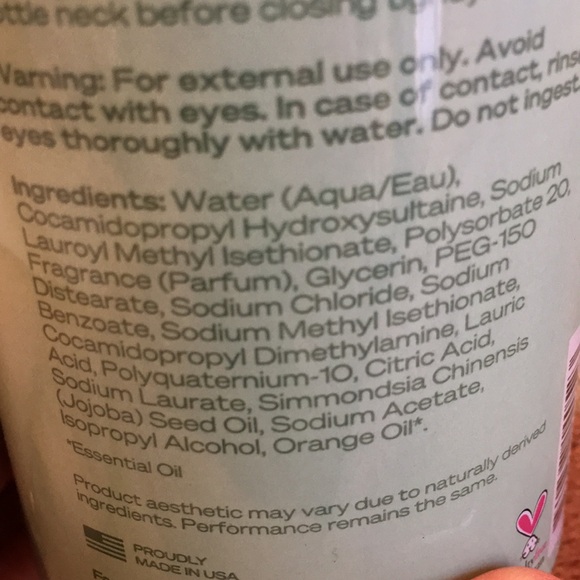 ottle neck before closing
Warning: For external use only. Avoid
contact with eyes. In case of contact, rinse
eyes thoroughly with water. Do not ingest
Ingredients: Water (Aqua/Eau),
Cocamidopropyl Hydroxysultaine, Sodium
Lauroyl Methyl Isethionate, Polysorbate 20,
Fragrance (Parfum), Glycerin, PEG-150
Distearate, Sodium Chloride, Sodium
Benzoate, Sodium Methyl Isethionate,
Cocamidopropyl Dimethylamine, Lauric
Acid, Polyquaternium-10, Citric Acid,
Sodium Laurate, Simmondsia Chinensis
(Jojoba) Seed Oil, Sodium Acetate,
Isopropyl Alcohol, Orange Oil*.
*Essential Oil
Product aesthetic may vary due to naturally derived
ingredients. Performance remains the same.
PROUDLY
MADE IN USA